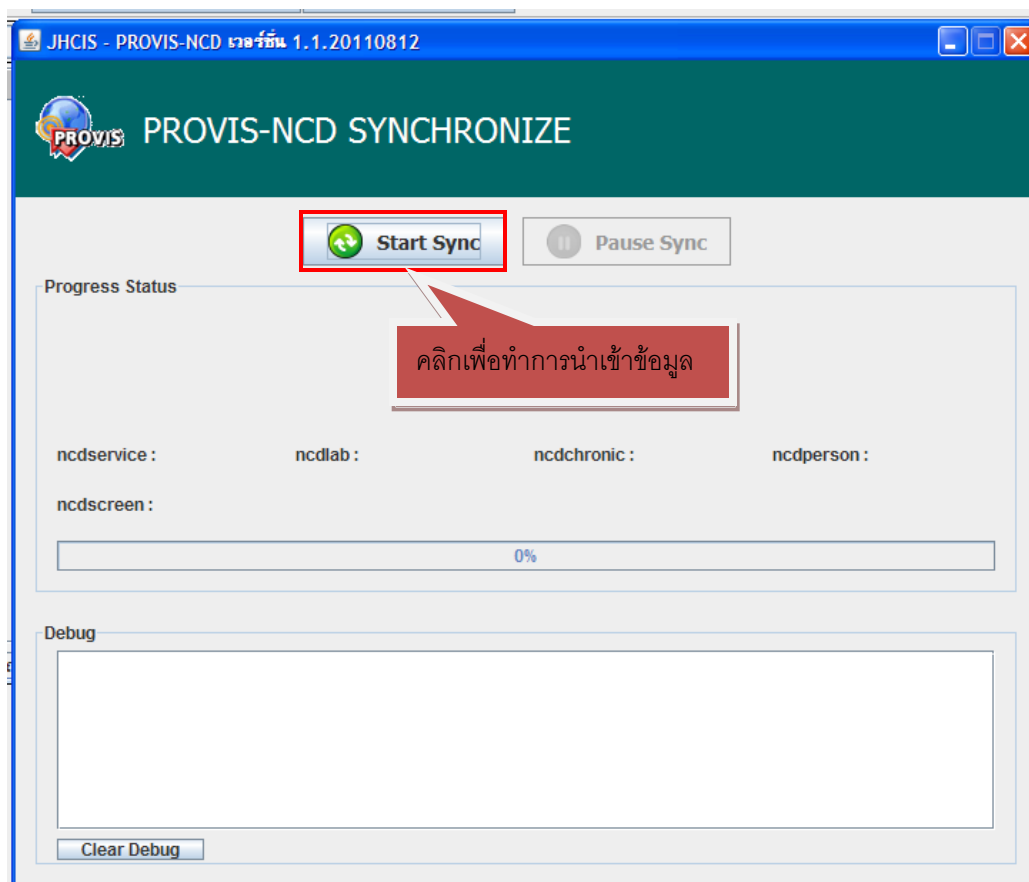 JHCIS - PROVIS-NCD เวอร์ชั่น 1.1.20110812
PROVIS PROVIS-NCD SYNCHRONIZE
Start Sync Pause Sync
Progress Status
คลิกเพื่อทำการนำเข้าข้อมูล
ncdservice : ncdlab : ncdchronic : ncdperson :
ncdscreen :
0%
Debug
Clear Debug